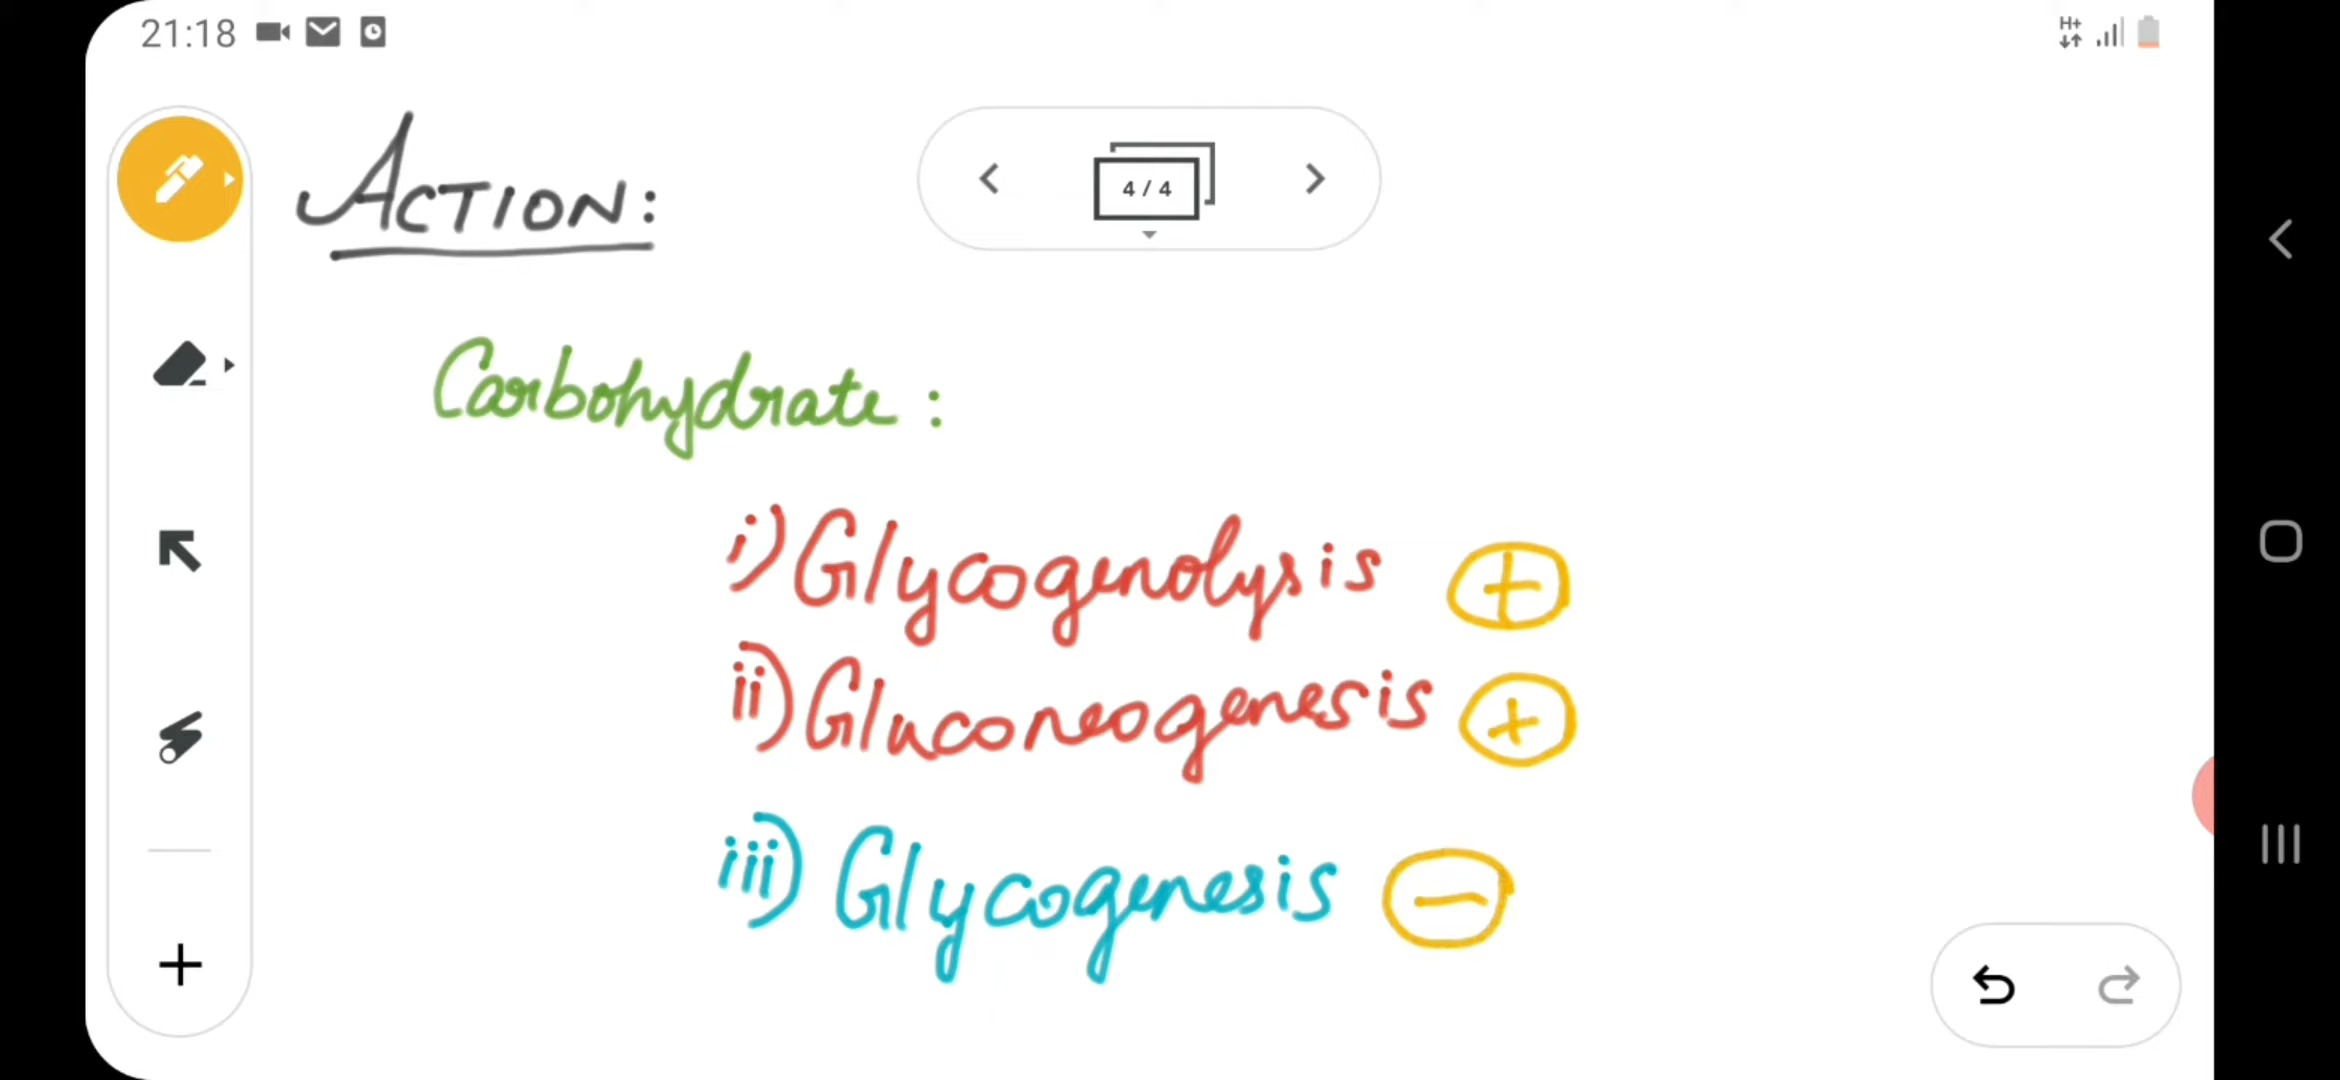 21:18
H+
ACTION:
4 / 4
Carbohydrate:
i) Glycogenolysis +
ii) Gluconeogenesis +
iii) Glycogenesis −